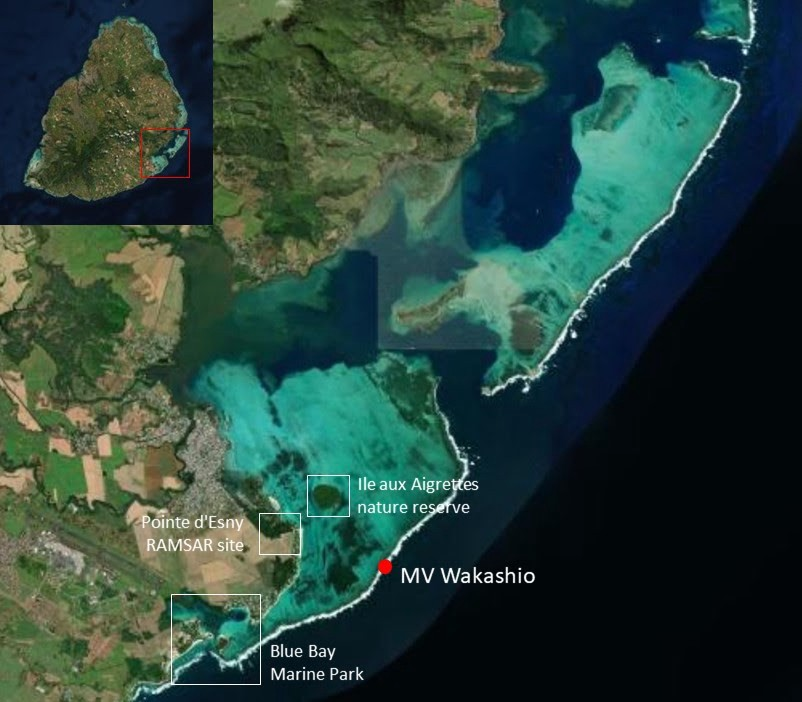 Ile aux Aigrettes
nature reserve
Pointe d'Esny
RAMSAR site
MV Wakashio
Blue Bay
Marine Park